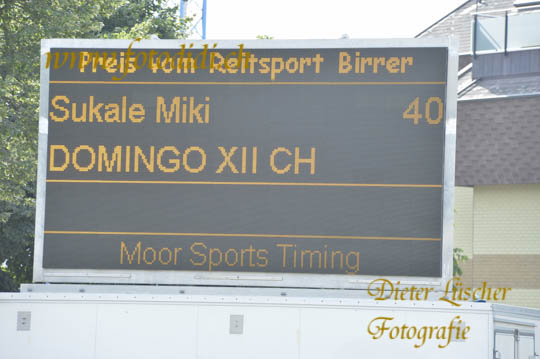 www.fotodidi.ch
Preis vom Reitsport Birrer
Sukale Miki 40
DOMINGO XII CH
Moor Sports Timing
Dieter Lüscher
Fotografie